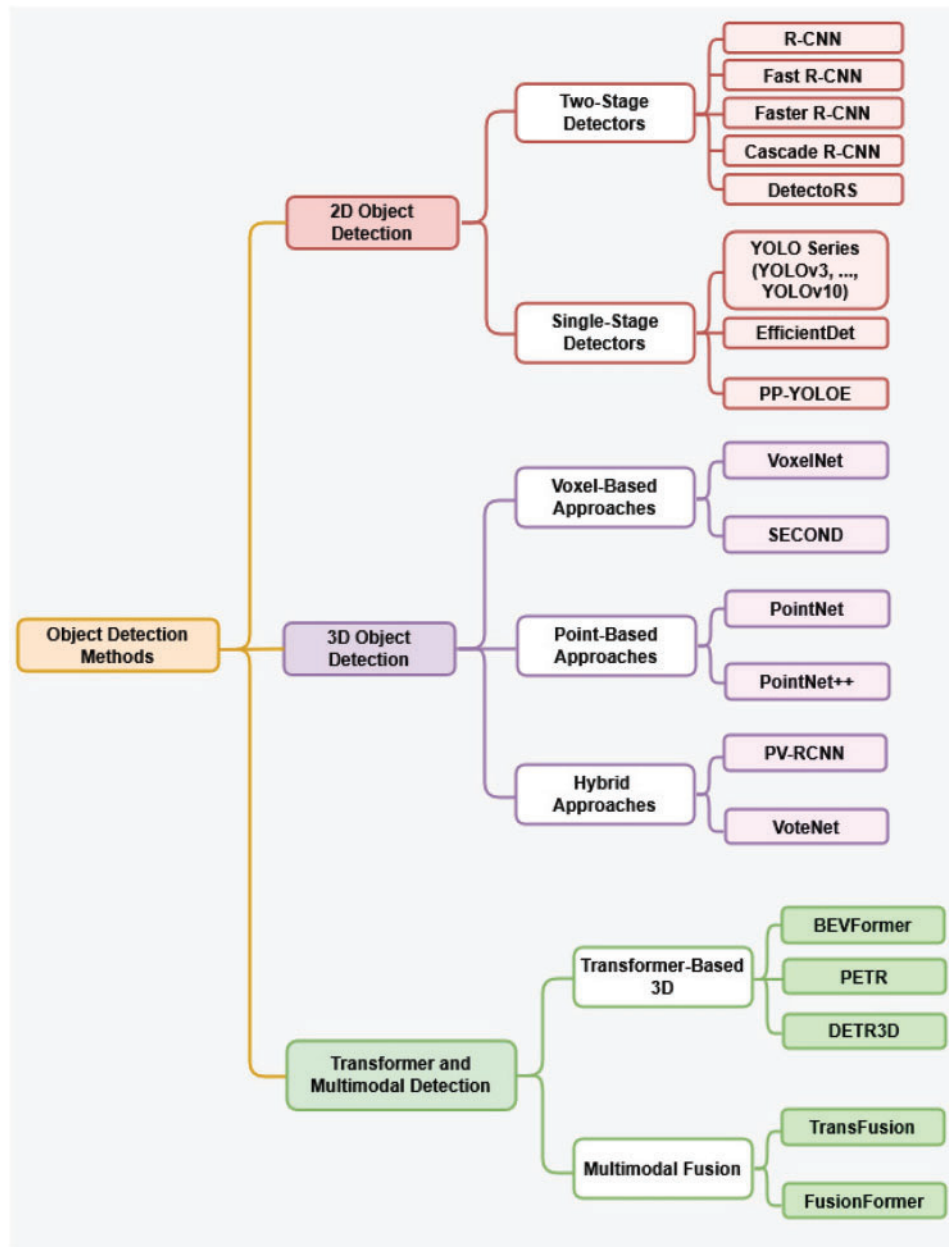 R-CNN
Fast R-CNN
Two-Stage
Detectors
Faster R-CNN
Cascade R-CNN
DetectoRS
2D Object
Detection
YOLO Series
(YOLOv3, ...,
YOLOv10)
Single-Stage
Detectors
EfficientDet
PP-YOLOE
VoxelNet
Voxel-Based
Approaches
SECOND
PointNet
Object Detection
Methods
3D Object
Detection
Point-Based
Approaches
PointNet++
PV-RCNN
Hybrid
Approaches
VoteNet
BEVFormer
Transformer-Based
3D
PETR
DETR3D
Transformer and
Multimodal Detection
TransFusion
Multimodal Fusion
FusionFormer